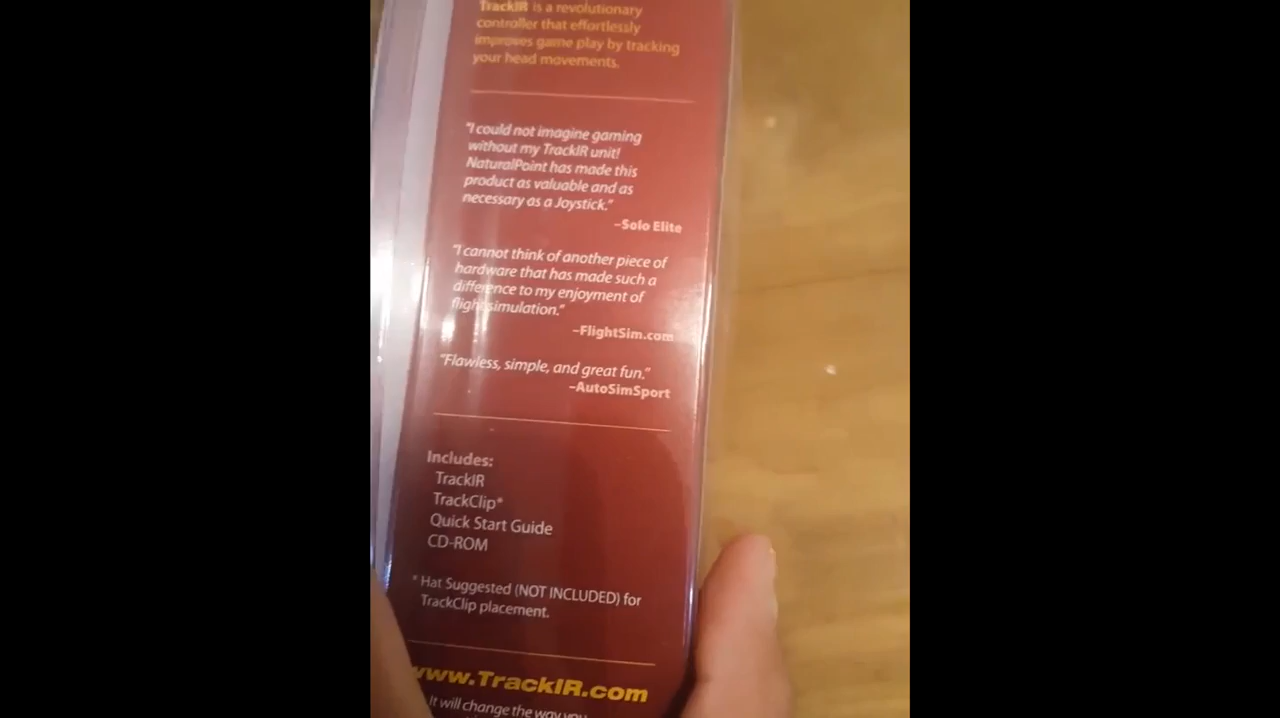 TrackIR is a revolutionary
controller that effortlessly
improves game play by tracking
your head movements.
"I could not imagine gaming
without my TrackIR unit!
NaturalPoint has made this
product as valuable and as
necessary as a Joystick."
–Solo Elite
"I cannot think of another piece of
hardware that has made such a
difference to my enjoyment of
flight simulation."
–FlightSim.com
"Flawless, simple, and great fun."
–AutoSimSport
Includes:
TrackIR
TrackClip*
Quick Start Guide
CD-ROM
* Hat Suggested (NOT INCLUDED) for
TrackClip placement.
www.TrackIR.com
It will change the way you